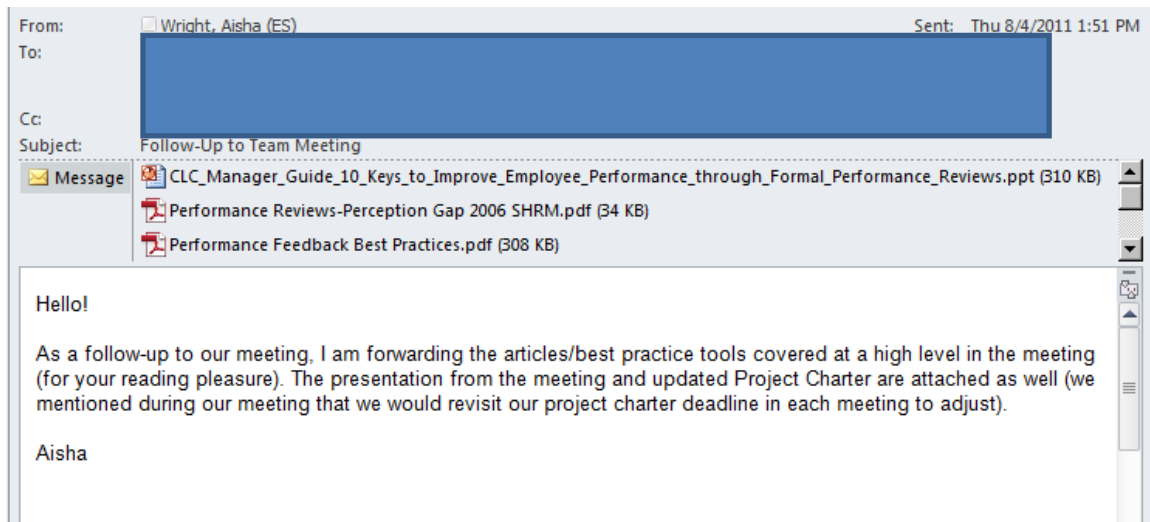 From: Wright, Aisha (ES) Sent: Thu 8/4/2011 1:51 PM
To:
Cc:
Subject: Follow-Up to Team Meeting
Message CLC_Manager_Guide_10_Keys_to_Improve_Employee_Performance_through_Formal_Performance_Reviews.ppt (310 KB)
Performance Reviews-Perception Gap 2006 SHRM.pdf (34 KB)
Performance Feedback Best Practices.pdf (308 KB)
Hello!
As a follow-up to our meeting, I am forwarding the articles/best practice tools covered at a high level in the meeting
(for your reading pleasure). The presentation from the meeting and updated Project Charter are attached as well (we
mentioned during our meeting that we would revisit our project charter deadline in each meeting to adjust).
Aisha